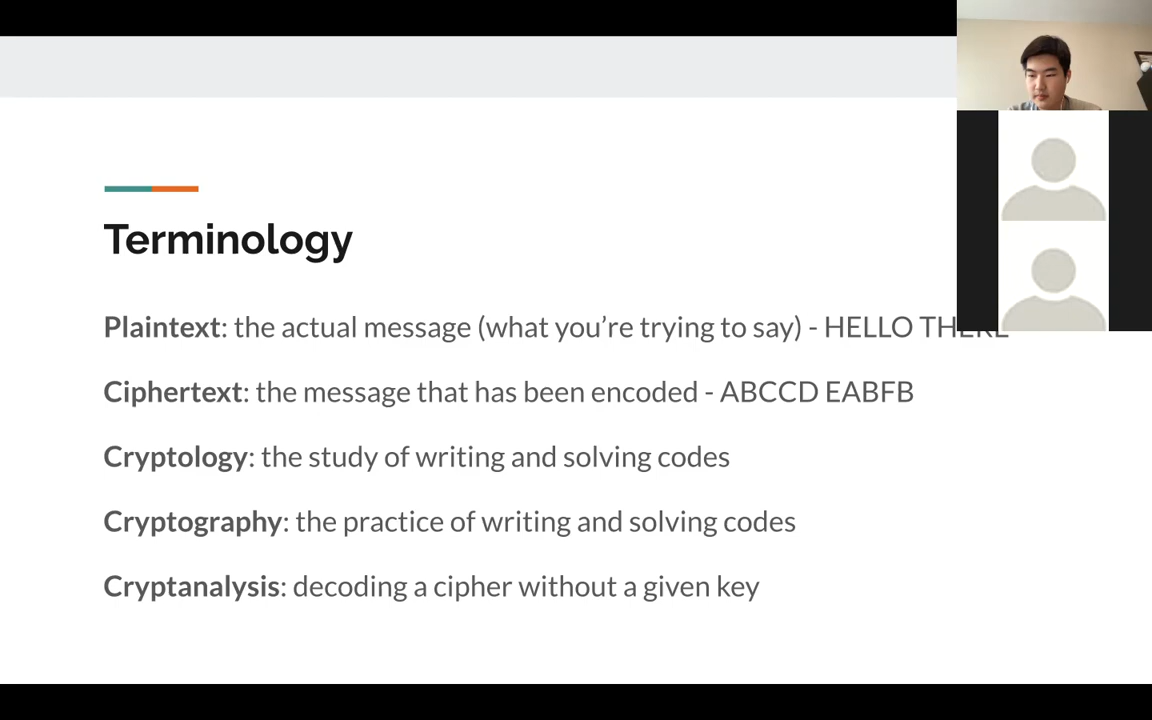 Terminology
Plaintext: the actual message (what you're trying to say) - HELLO THERE
Ciphertext: the message that has been encoded - ABCCD EABFB
Cryptology: the study of writing and solving codes
Cryptography: the practice of writing and solving codes
Cryptanalysis: decoding a cipher without a given key